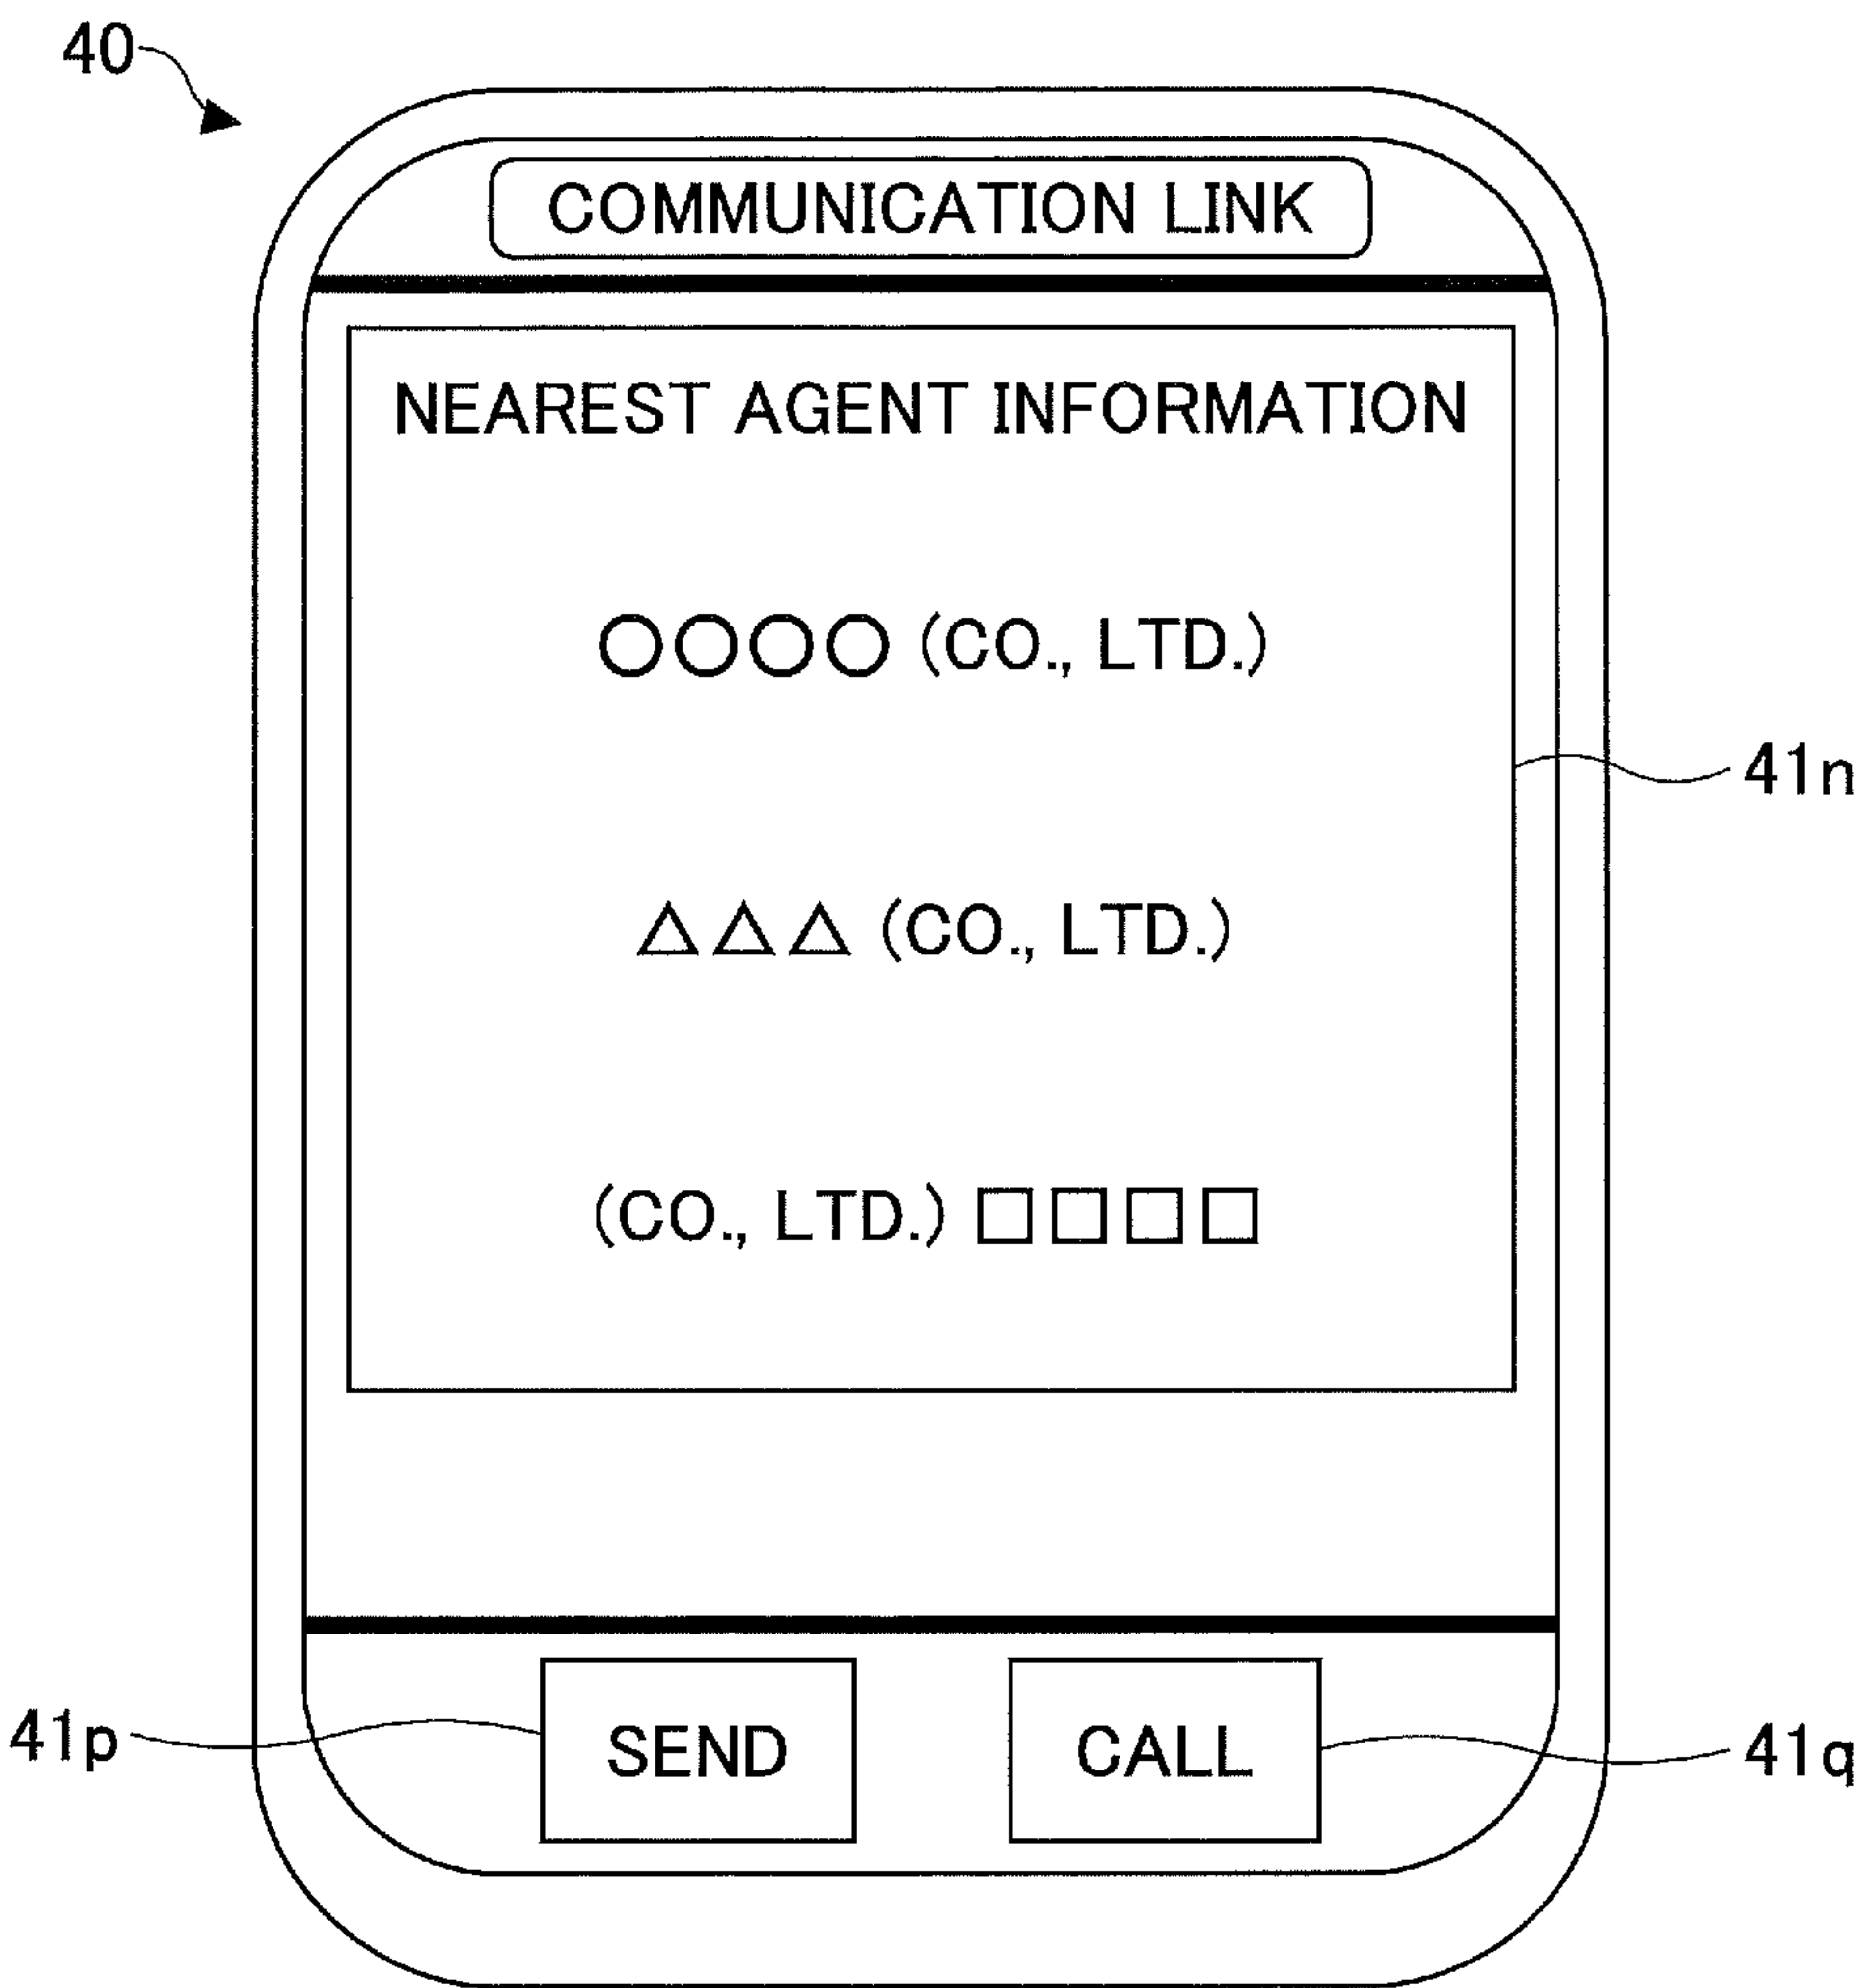 40
COMMUNICATION LINK
NEAREST AGENT INFORMATION
○○○○ (CO., LTD.)
41n
△△△ (CO., LTD.)
(CO., LTD.) □□□□
41p
SEND
CALL
41q